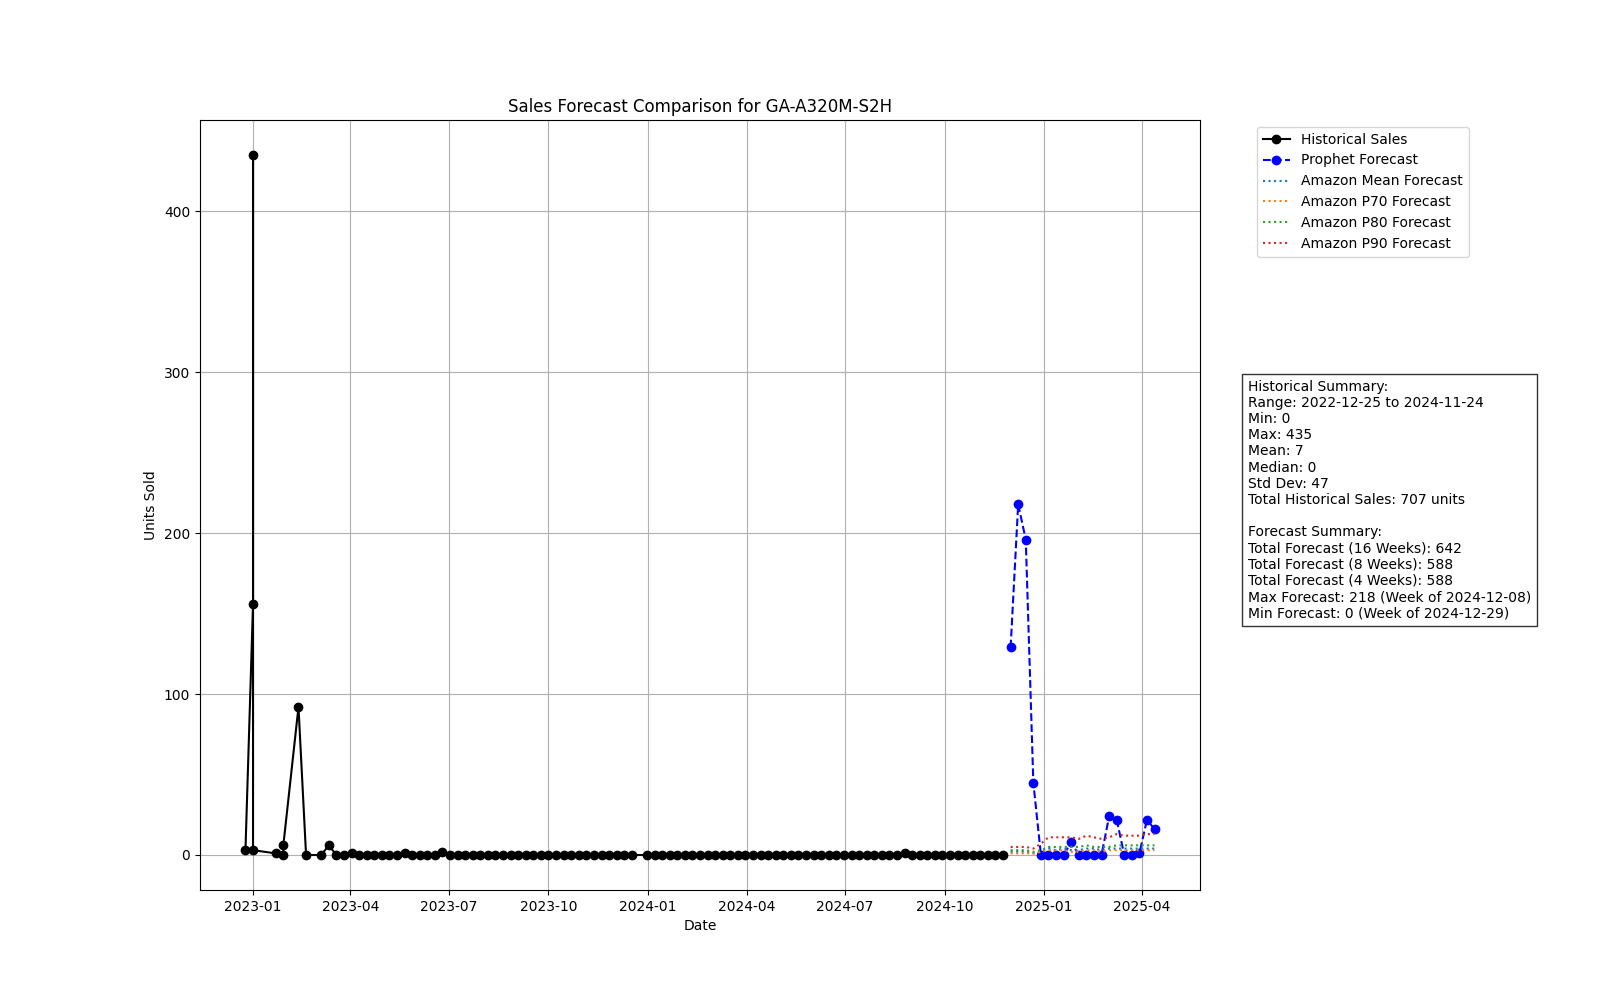 Sales Forecast Comparison for GA-A320M-S2H
Historical Sales
Prophet Forecast
Amazon Mean Forecast
Amazon P70 Forecast
Amazon P80 Forecast
Amazon P90 Forecast
400
300
200
100
0
Units Sold
2023-01
2023-04
2023-07
2023-10
2024-01
2024-04
2024-07
2024-10
2025-01
2025-04
Date
Historical Summary:
Range: 2022-12-25 to 2024-11-24
Min: 0
Max: 435
Mean: 7
Median: 0
Std Dev: 47
Total Historical Sales: 707 units
Forecast Summary:
Total Forecast (16 Weeks): 642
Total Forecast (8 Weeks): 588
Total Forecast (4 Weeks): 588
Max Forecast: 218 (Week of 2024-12-08)
Min Forecast: 0 (Week of 2024-12-29)